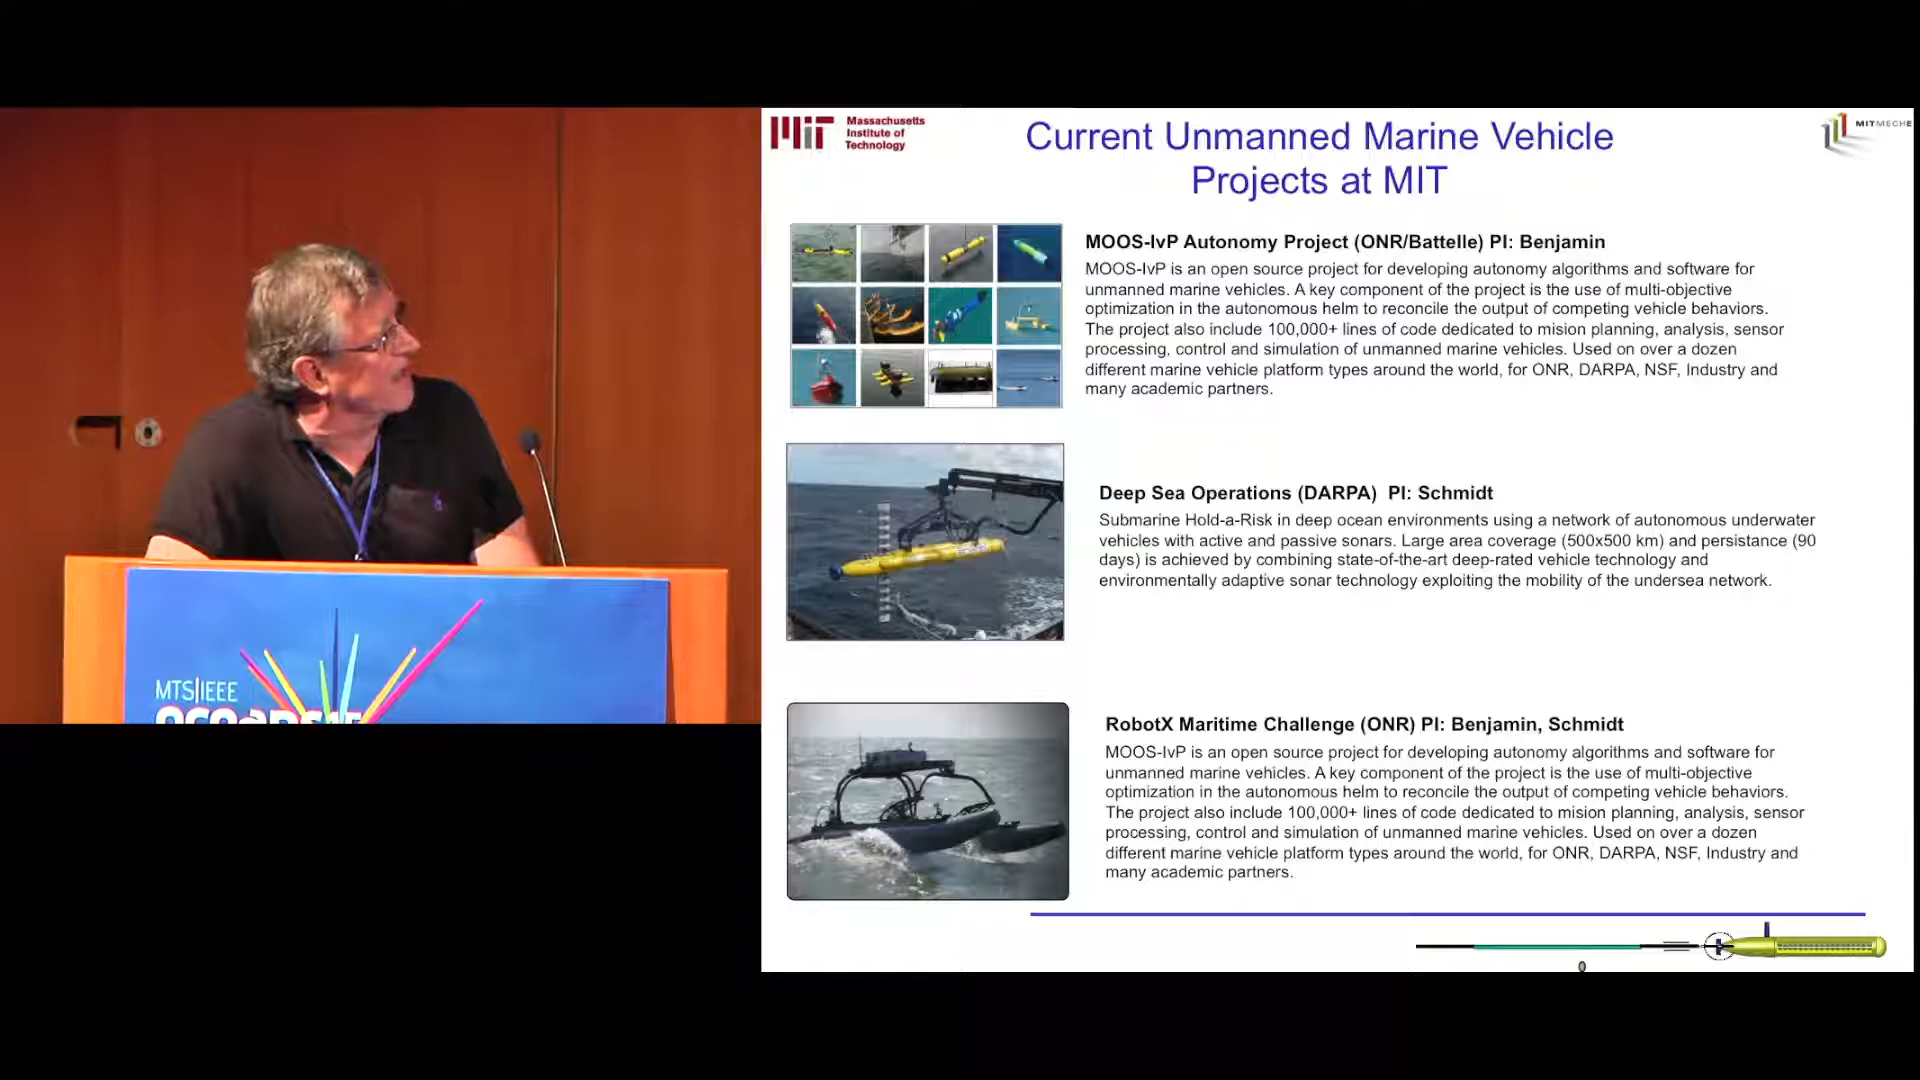 Massachusetts
Institute of
Technology
Current Unmanned Marine Vehicle
Projects at MIT
MITMECHE
MOOS-IvP Autonomy Project (ONR/Battelle) PI: Benjamin
MOOS-IvP is an open source project for developing autonomy algorithms and software for
unmanned marine vehicles. A key component of the project is the use of multi-objective
optimization in the autonomous helm to reconcile the output of competing vehicle behaviors.
The project also include 100,000+ lines of code dedicated to mision planning, analysis, sensor
processing, control and simulation of unmanned marine vehicles. Used on over a dozen
different marine vehicle platform types around the world, for ONR, DARPA, NSF, Industry and
many academic partners.
Deep Sea Operations (DARPA) PI: Schmidt
Submarine Hold-a-Risk in deep ocean environments using a network of autonomous underwater
vehicles with active and passive sonars. Large area coverage (500x500 km) and persistance (90
days) is achieved by combining state-of-the-art deep-rated vehicle technology and
environmentally adaptive sonar technology exploiting the mobility of the undersea network.
RobotX Maritime Challenge (ONR) PI: Benjamin, Schmidt
MOOS-IvP is an open source project for developing autonomy algorithms and software for
unmanned marine vehicles. A key component of the project is the use of multi-objective
optimization in the autonomous helm to reconcile the output of competing vehicle behaviors.
The project also include 100,000+ lines of code dedicated to mision planning, analysis, sensor
processing, control and simulation of unmanned marine vehicles. Used on over a dozen
different marine vehicle platform types around the world, for ONR, DARPA, NSF, Industry and
many academic partners.
MTS|IEEE